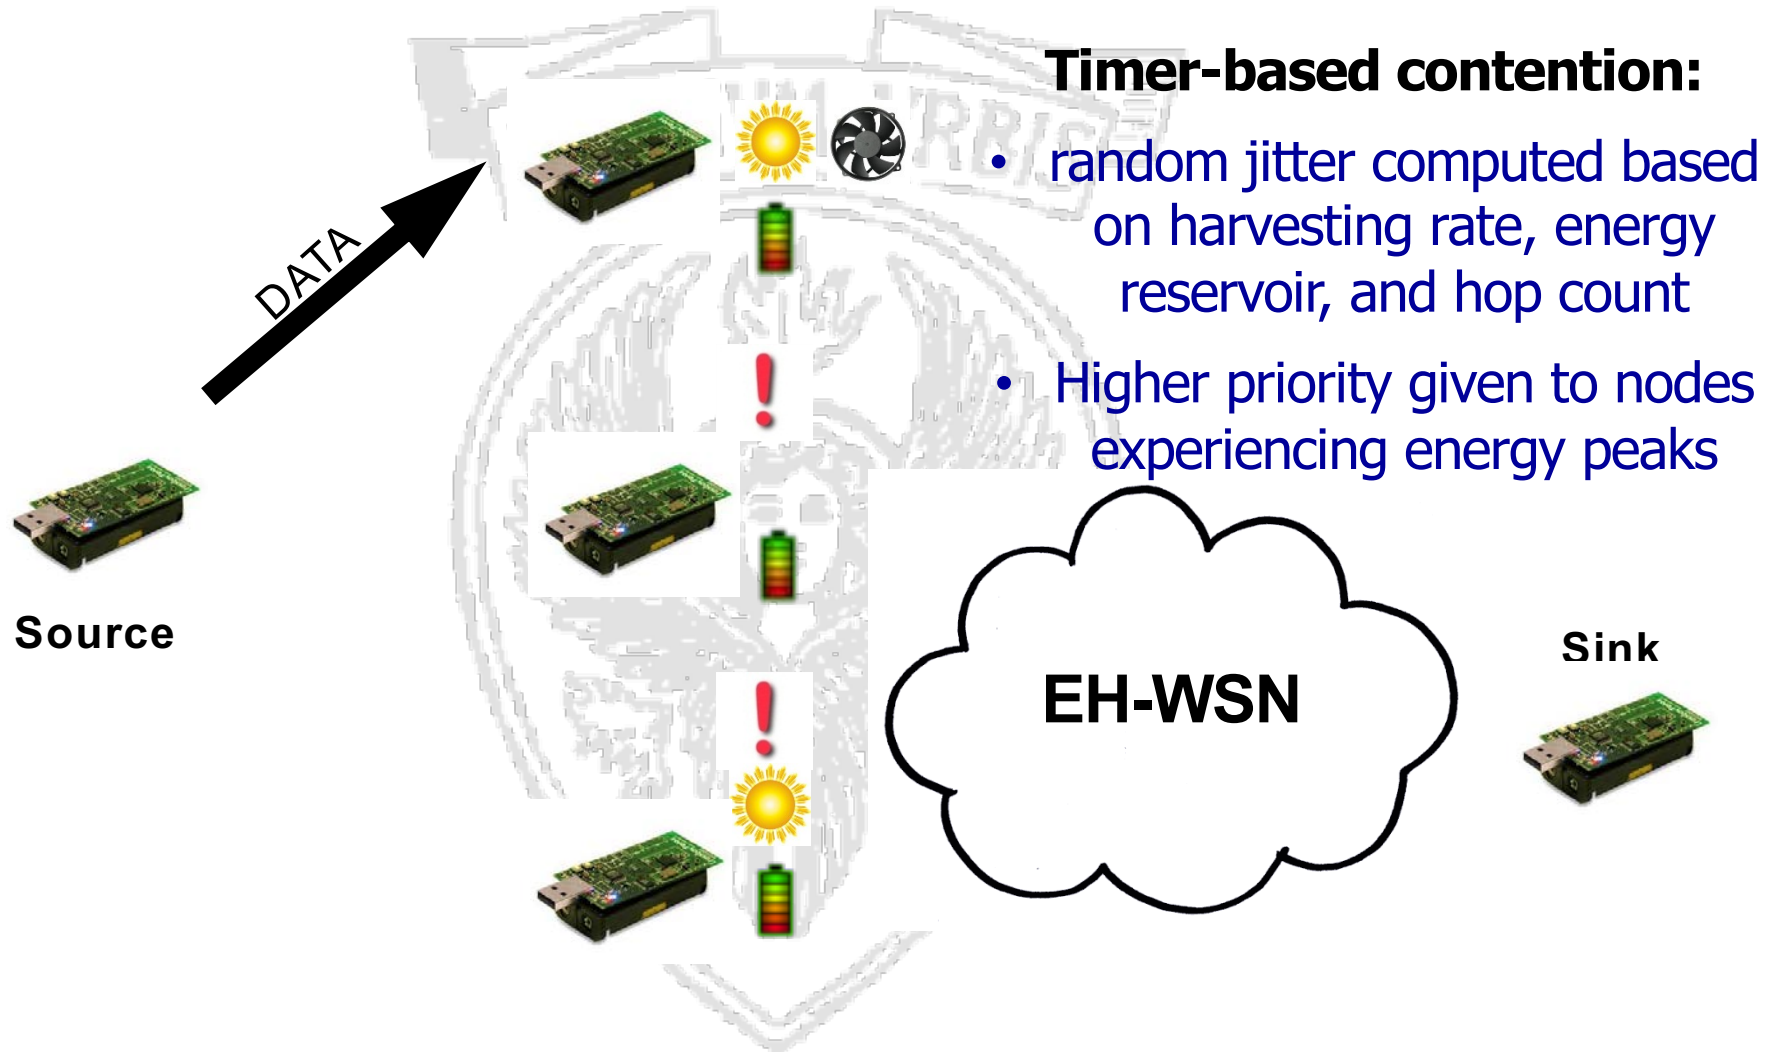 Timer-based contention:
• random jitter computed based
on harvesting rate, energy
reservoir, and hop count
• Higher priority given to nodes
experiencing energy peaks
DATA
Source
EH-WSN
Sink